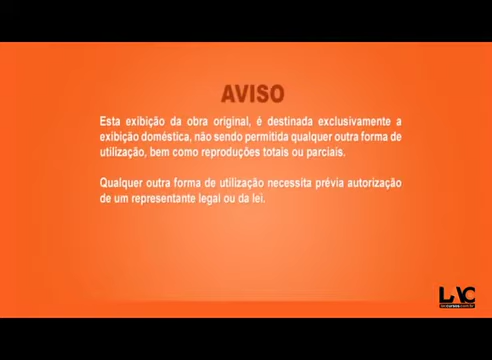 AVISO
Esta exibição da obra original, é destinada exclusivamente a
exibição doméstica, não sendo permitida qualquer outra forma de
utilização, bem como reproduções totais ou parciais.
Qualquer outra forma de utilização necessita prévia autorização
de um representante legal ou da lei.
LAC